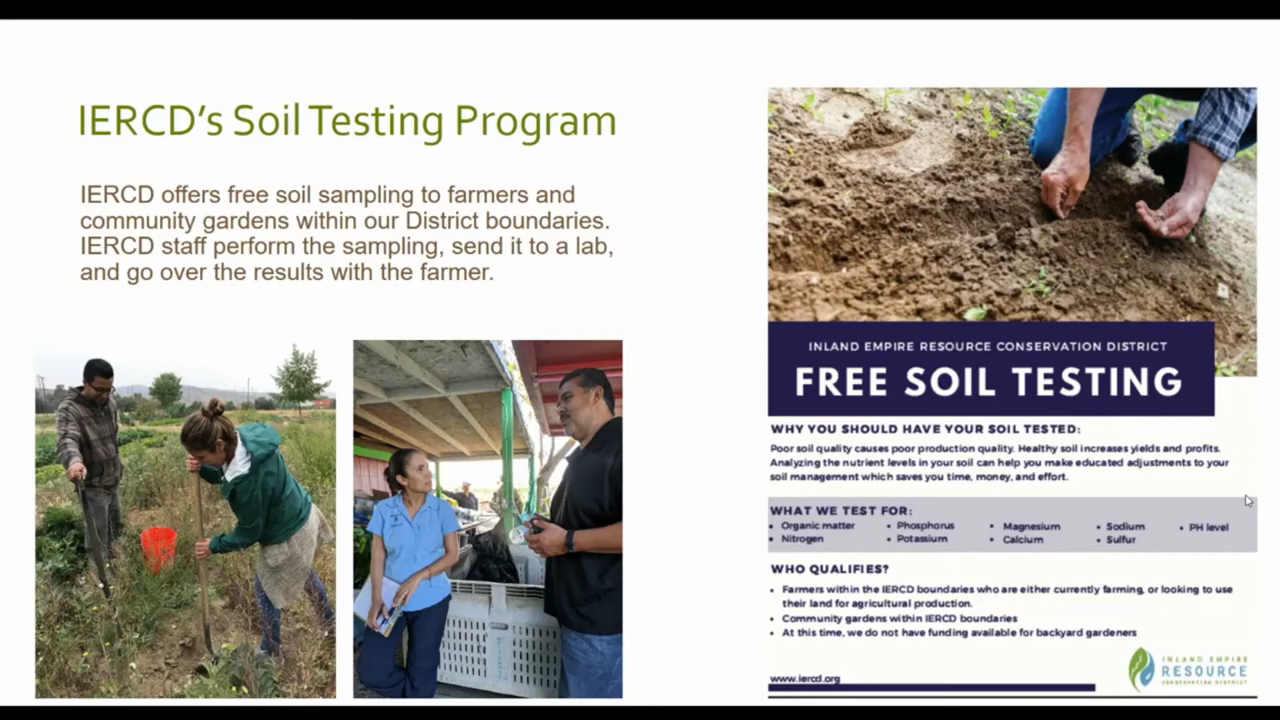 IERCD's Soil Testing Program
IERCD offers free soil sampling to farmers and
community gardens within our District boundaries.
IERCD staff perform the sampling, send it to a lab,
and go over the results with the farmer.
INLAND EMPIRE RESOURCE CONSERVATION DISTRICT
FREE SOIL TESTING
WHY YOU SHOULD HAVE YOUR SOIL TESTED:
Poor soil quality causes poor production quality. Healthy soil increases yields and profits.
Analyzing the nutrient levels in your soil can help you make educated adjustments to your
soil management which saves you time, money, and effort.
WHAT WE TEST FOR:
• Organic matter • Phosphorus • Magnesium • Sodium • PH level
• Nitrogen • Potassium • Calcium • Sulfur
WHO QUALIFIES?
• Farmers within the IERCD boundaries who are either currently farming, or looking to use
their land for agricultural production.
• Community gardens within IERCD boundaries
• At this time, we do not have funding available for backyard gardeners
www.iercd.org
INLAND EMPIRE
RESOURCE
CONSERVATION DISTRICT